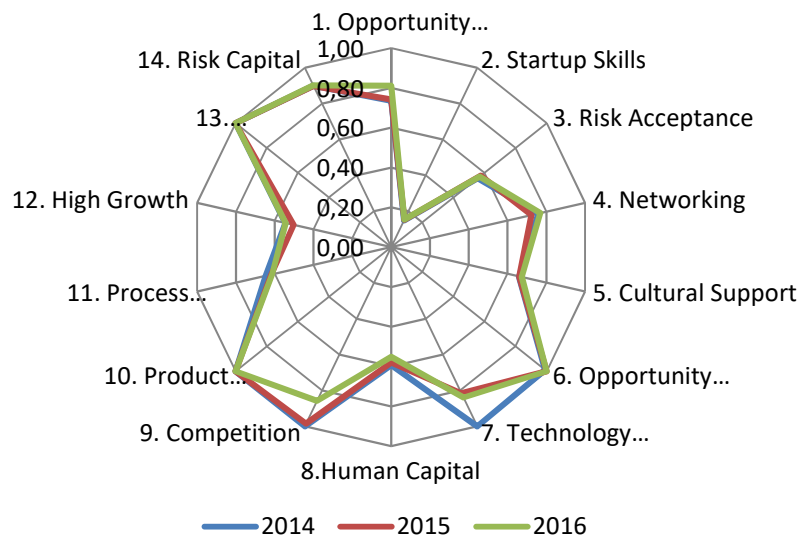 1. Opportunity...
2. Startup Skills
3. Risk Acceptance
4. Networking
5. Cultural Support
6. Opportunity...
7. Technology...
8.Human Capital
9. Competition
10. Product...
11. Process...
12. High Growth
13....
14. Risk Capital
1,00
0,80
0,60
0,40
0,20
0,00
2014
2015
2016